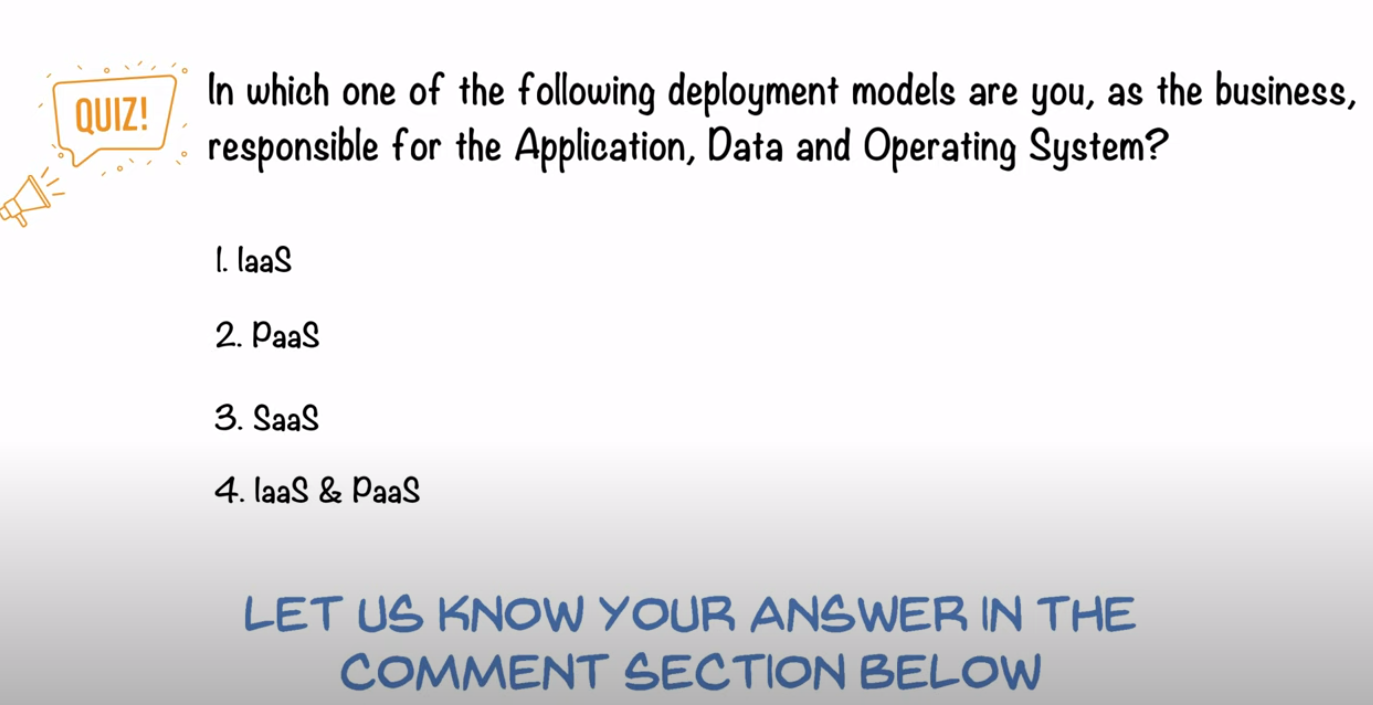 QUIZ!
In which one of the following deployment models are you, as the business,
responsible for the Application, Data and Operating System?
1. IaaS
2. PaaS
3. SaaS
4. IaaS & PaaS
LET US KNOW YOUR ANSWER IN THE
COMMENT SECTION BELOW